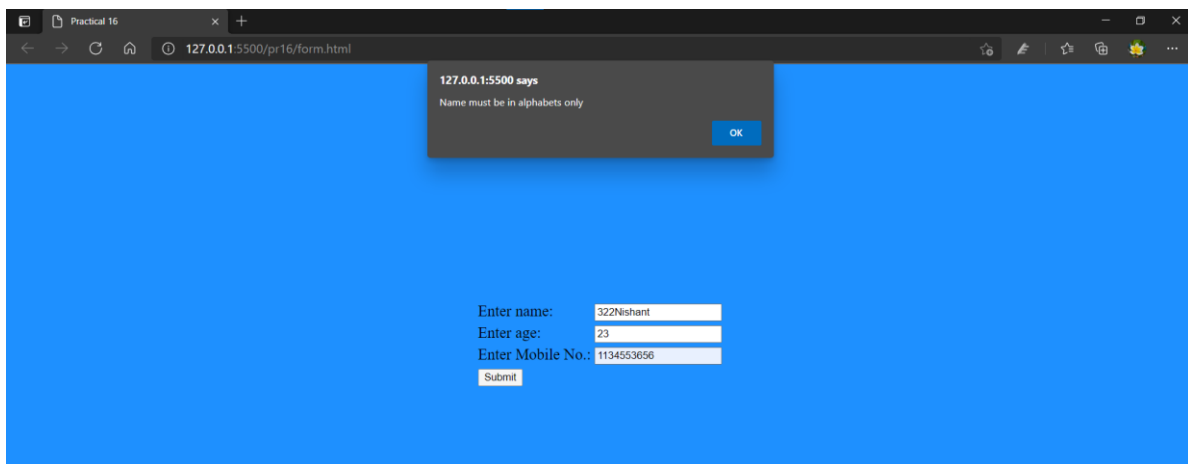 Practical 16
127.0.0.1:5500/pr16/form.html
127.0.0.1:5500 says
Name must be in alphabets only
OK
Enter name: 322Nishant
Enter age: 23
Enter Mobile No.: 1134553656
Submit